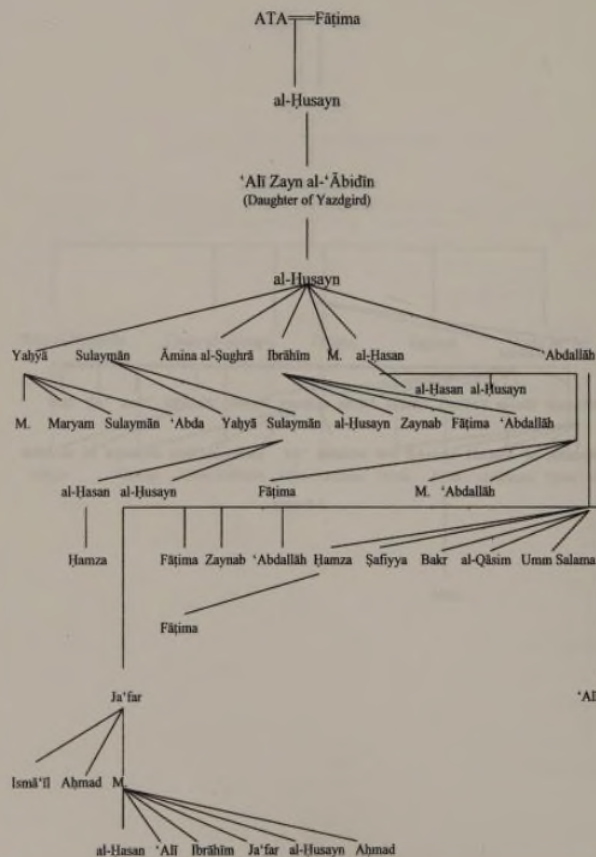 ATA Fāṭima
al-Ḥusayn
‘Alī Zayn al-‘Ābidīn
(Daughter of Yazdgird)
al-Ḥusayn
Yaḥyā Sulaymān Āmina al-Ṣughrā Ibrāhīm M. al-Ḥasan ‘Abdallāh
al-Ḥasan al-Ḥusayn
M. Maryam Sulaymān ‘Abda Yaḥyā Sulaymān al-Ḥusayn Zaynab Fāṭima ‘Abdallāh
al-Ḥasan al-Ḥusayn Fāṭima M. ‘Abdallāh
Ḥamza Fāṭima Zaynab ‘Abdallāh Ḥamza Ṣafiyya Bakr al-Qāsim Umm Salama
Fāṭima
Ja‘far ‘Alī
Ismā‘īl Aḥmad M.
al-Ḥasan ‘Alī Ibrāhīm Ja‘far al-Ḥusayn Aḥmad